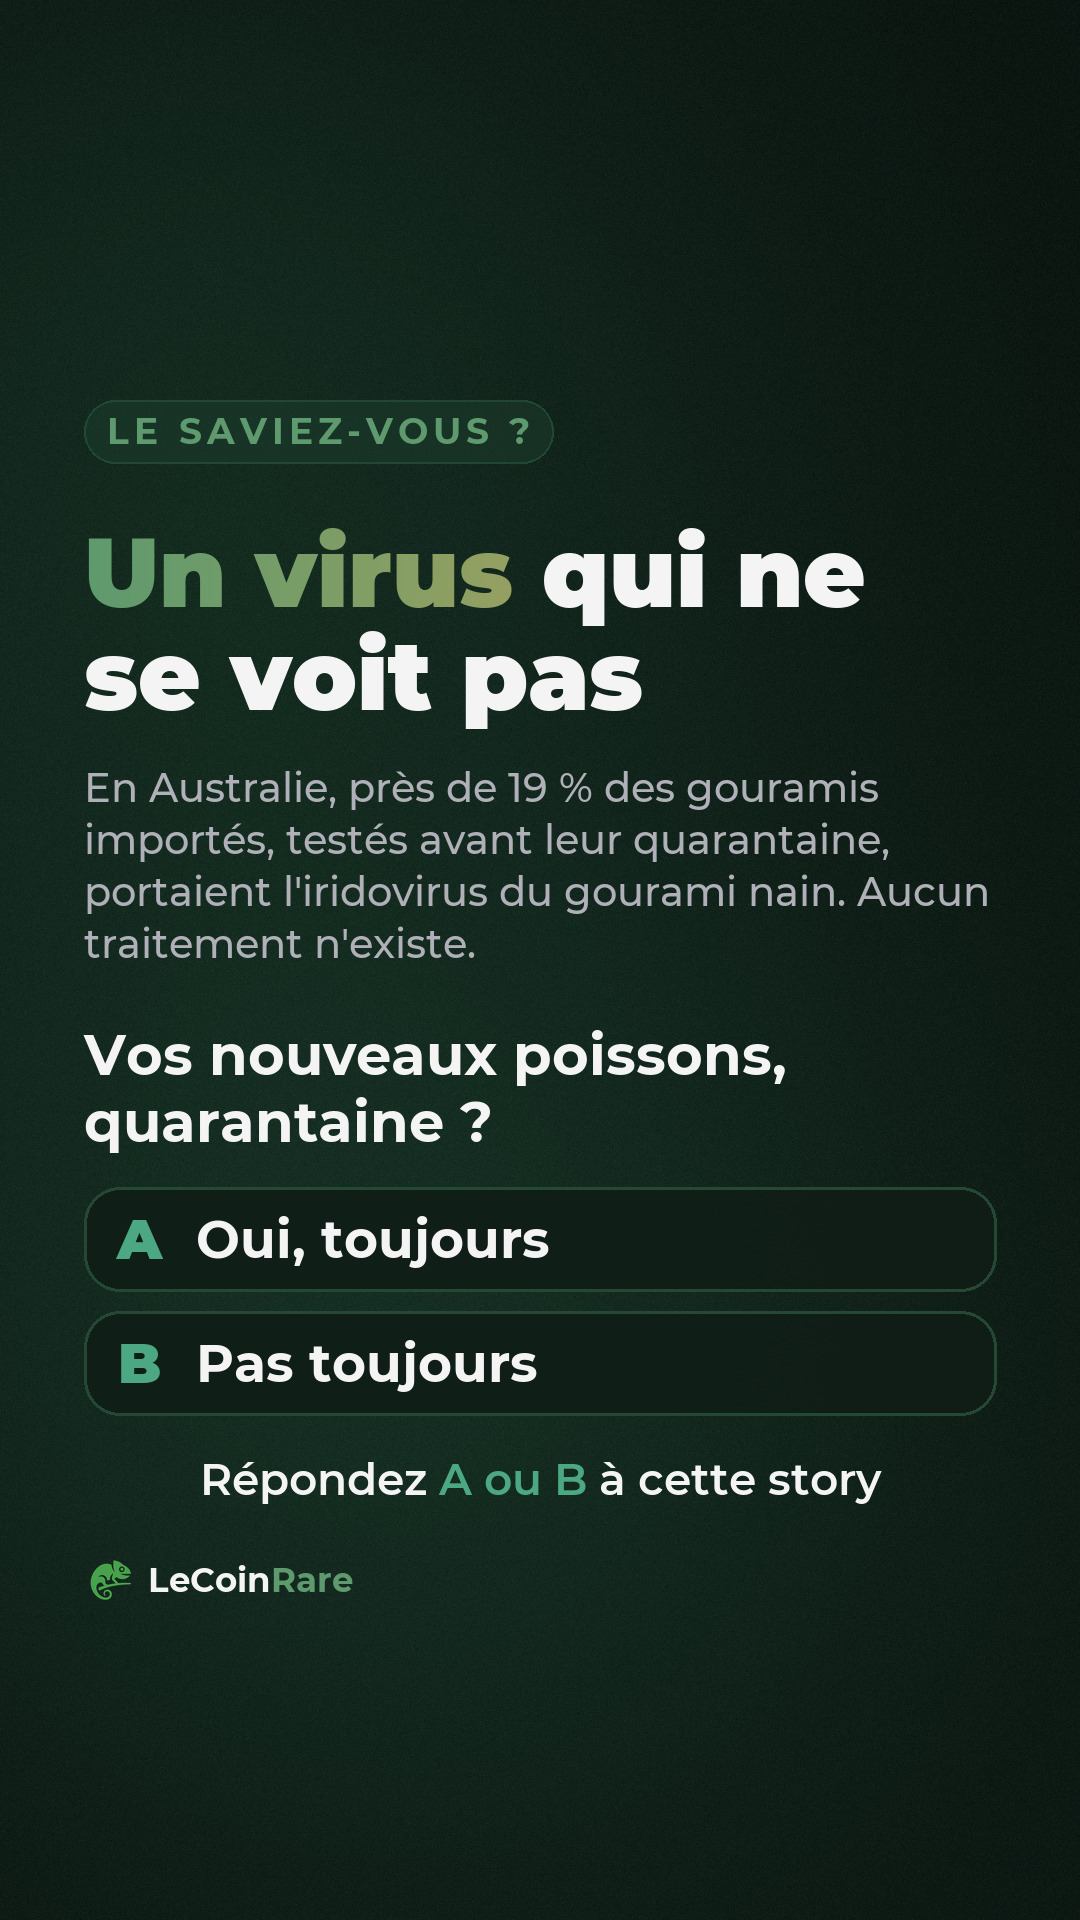 LE SAVIEZ-VOUS ?
Un virus qui ne
se voit pas
En Australie, près de 19 % des gouramis
importés, testés avant leur quarantaine,
portaient l'iridovirus du gourami nain. Aucun
traitement n'existe.
Vos nouveaux poissons,
quarantaine ?
A Oui, toujours
B Pas toujours
Répondez A ou B à cette story
LeCoinRare